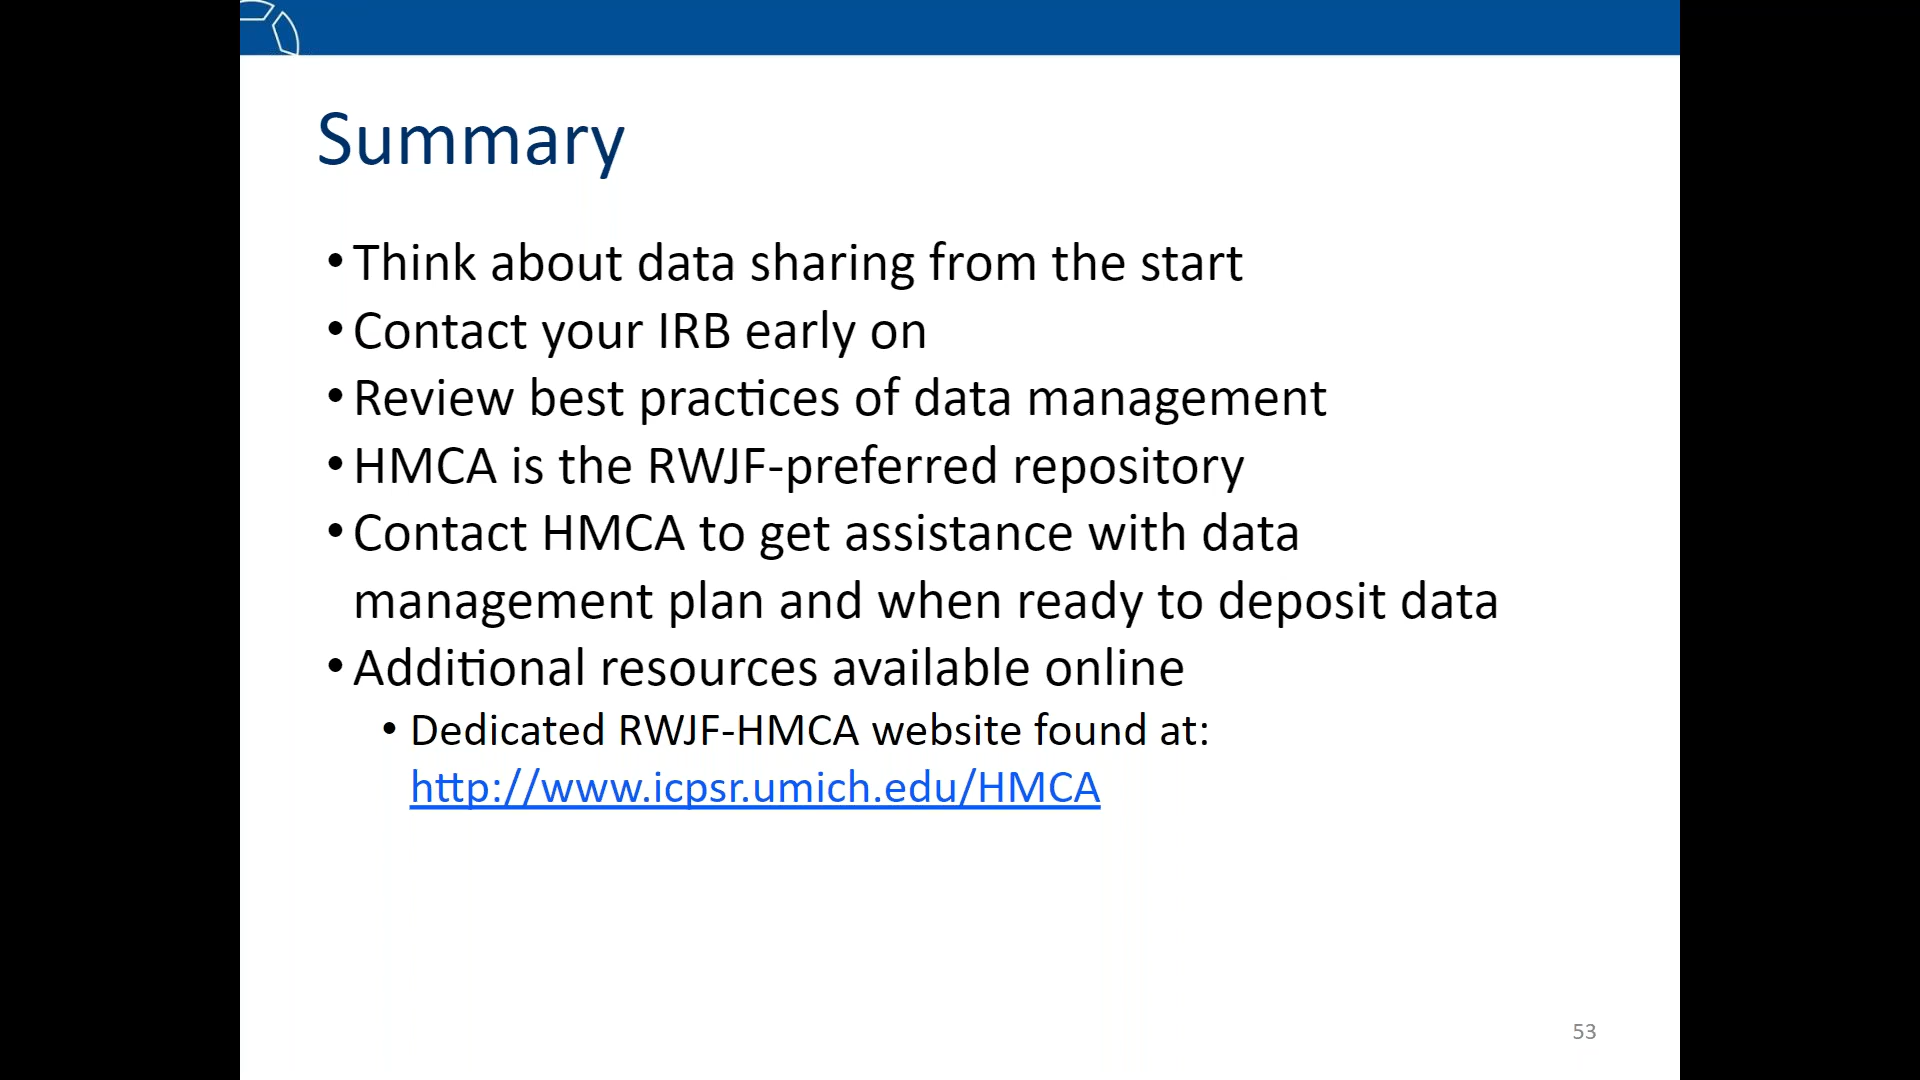 Summary
• Think about data sharing from the start
• Contact your IRB early on
• Review best practices of data management
• HMCA is the RWJF-preferred repository
• Contact HMCA to get assistance with data
management plan and when ready to deposit data
• Additional resources available online
• Dedicated RWJF-HMCA website found at:
http://www.icpsr.umich.edu/HMCA
53